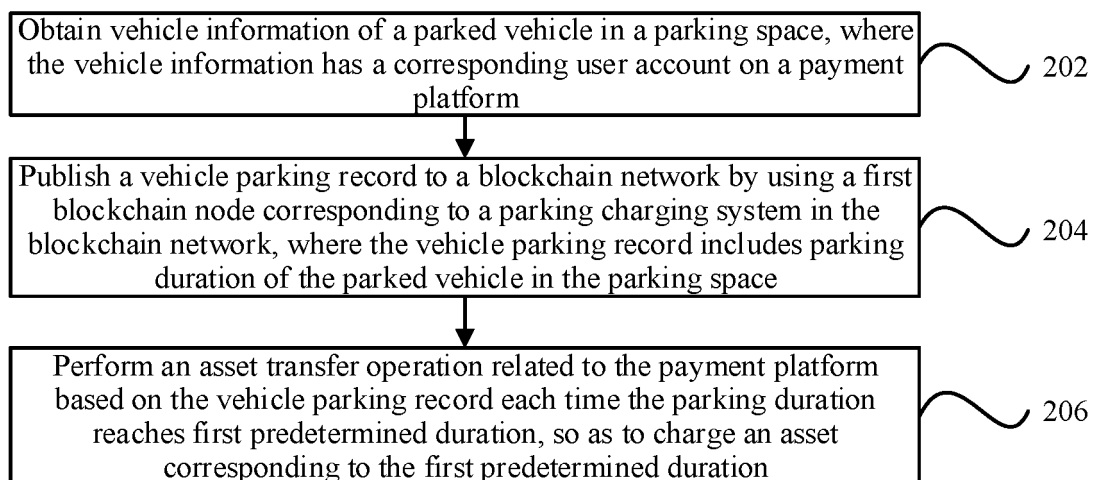 Obtain vehicle information of a parked vehicle in a parking space, where
the vehicle information has a corresponding user account on a payment
platform
202
Publish a vehicle parking record to a blockchain network by using a first
blockchain node corresponding to a parking charging system in the
blockchain network, where the vehicle parking record includes parking
duration of the parked vehicle in the parking space
204
Perform an asset transfer operation related to the payment platform
based on the vehicle parking record each time the parking duration
reaches first predetermined duration, so as to charge an asset
corresponding to the first predetermined duration
206